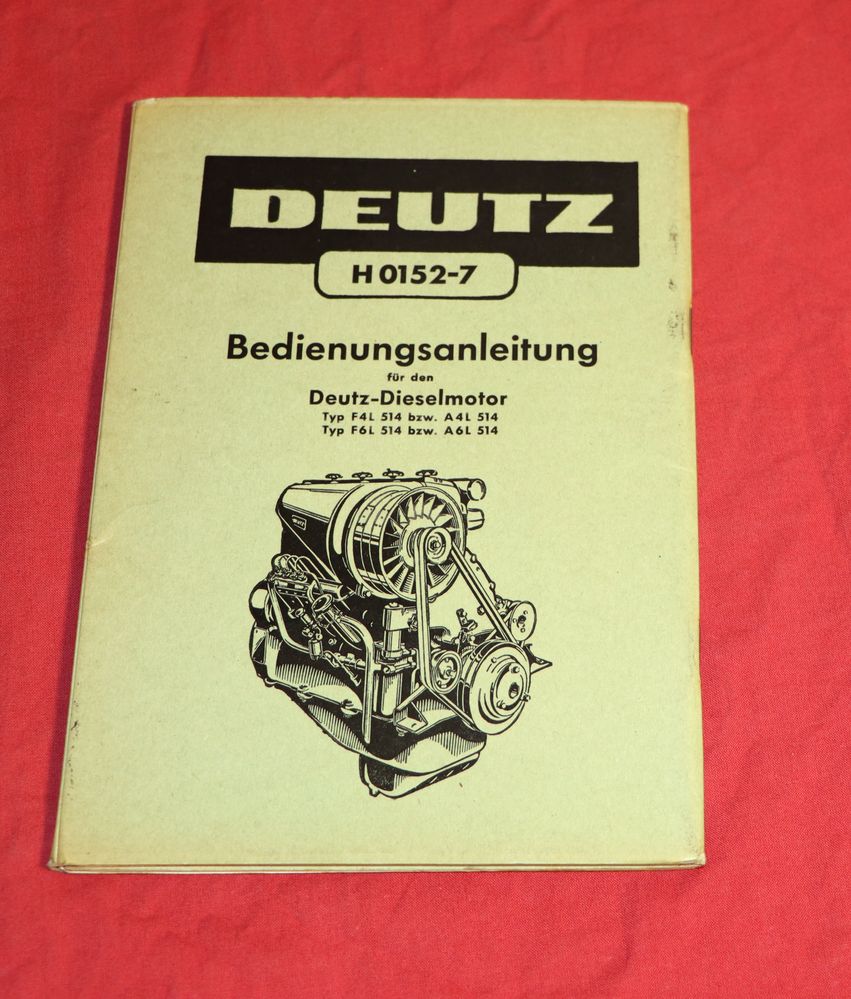 DEUTZ
H 0152-7
Bedienungsanleitung
für den
Deutz-Dieselmotor
Typ F4L 514 bzw. A4L 514
Typ F6L 514 bzw. A6L 514
DEUTZ